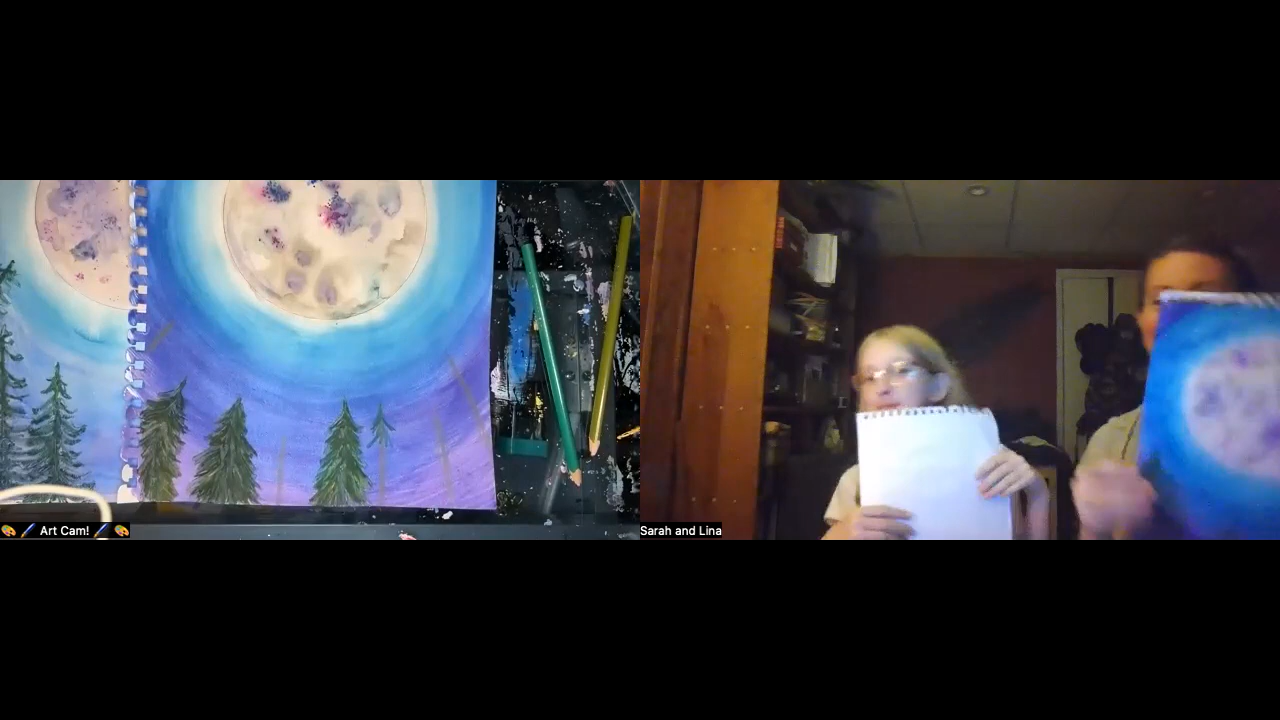 🎨 🖌️ Art Cam! 🖌️ 🎨
Sarah and Lina